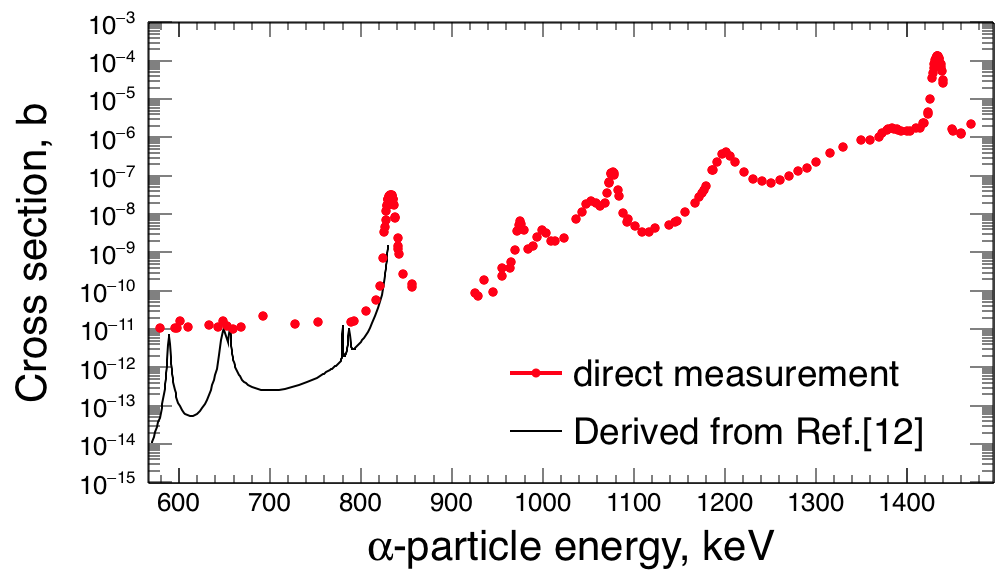 Cross section, b
10⁻³
10⁻⁴
10⁻⁵
10⁻⁶
10⁻⁷
10⁻⁸
10⁻⁹
10⁻¹⁰
10⁻¹¹
10⁻¹²
10⁻¹³
10⁻¹⁴
10⁻¹⁵
direct measurement
Derived from Ref.[12]
600 700 800 900 1000 1100 1200 1300 1400
α-particle energy, keV